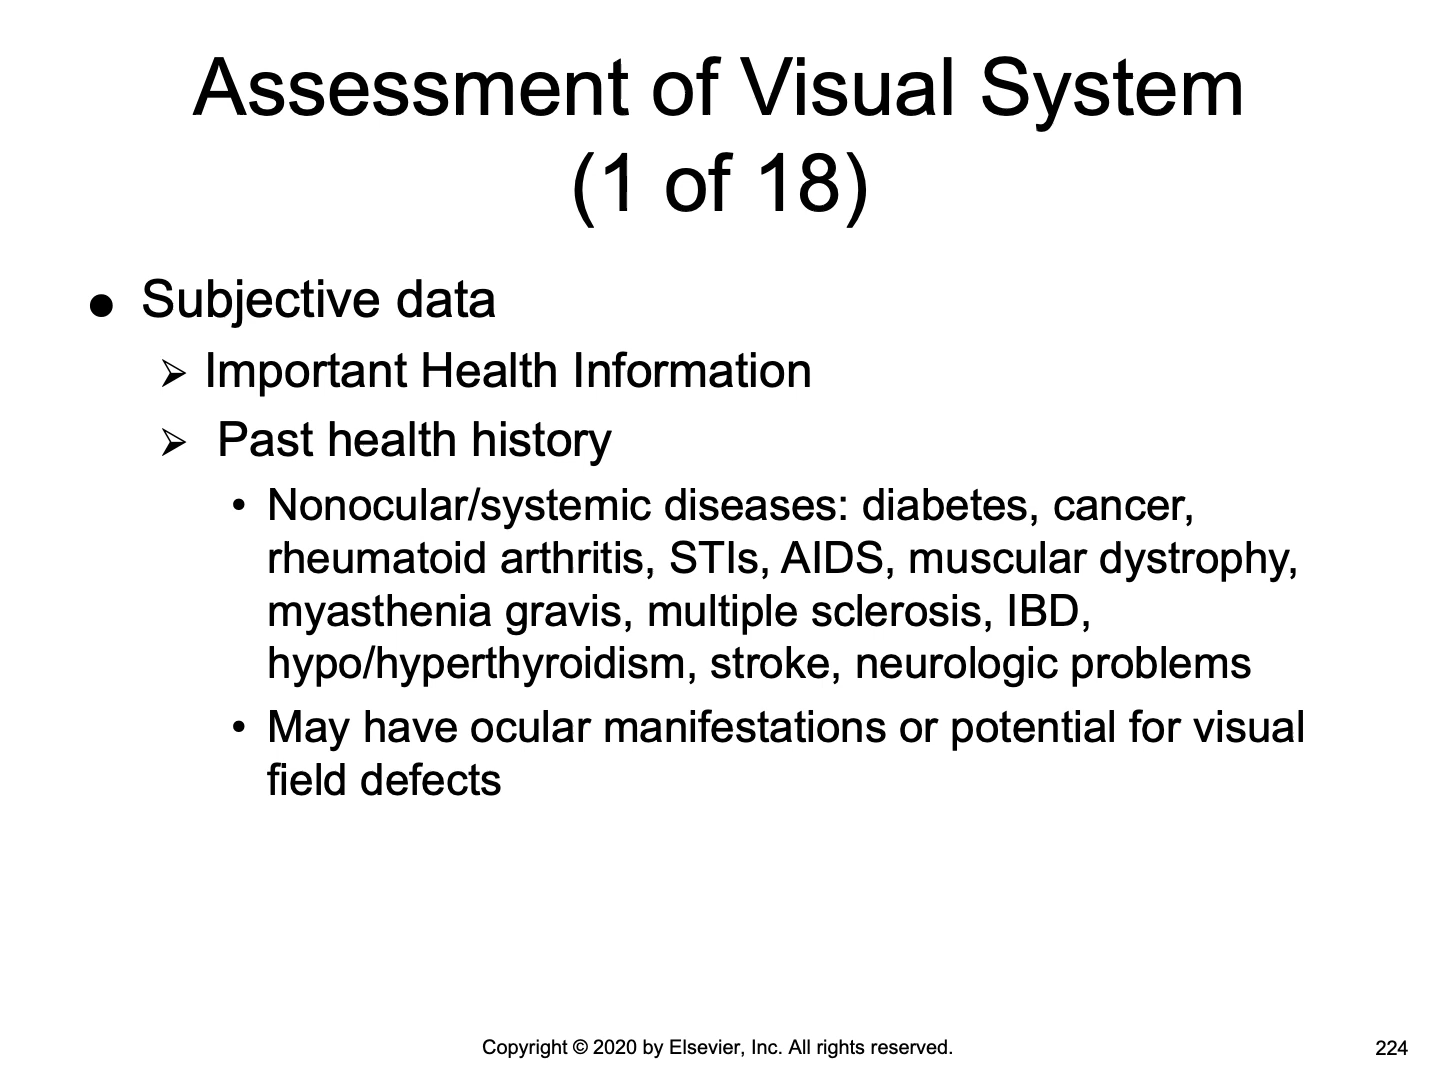 Assessment of Visual System
(1 of 18)
● Subjective data
➢ Important Health Information
➢ Past health history
• Nonocular/systemic diseases: diabetes, cancer,
rheumatoid arthritis, STIs, AIDS, muscular dystrophy,
myasthenia gravis, multiple sclerosis, IBD,
hypo/hyperthyroidism, stroke, neurologic problems
• May have ocular manifestations or potential for visual
field defects
Copyright © 2020 by Elsevier, Inc. All rights reserved.
224